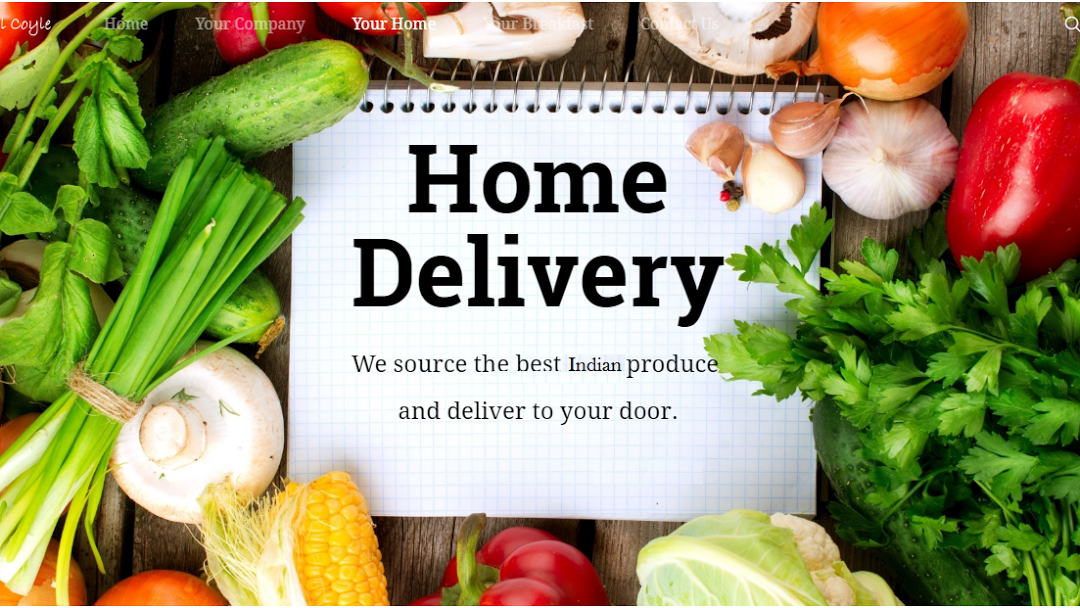 l Coyle Home Your Company Your Home Your Breakfast Contact Us
Home
Delivery
We source the best Indian produce
and deliver to your door.